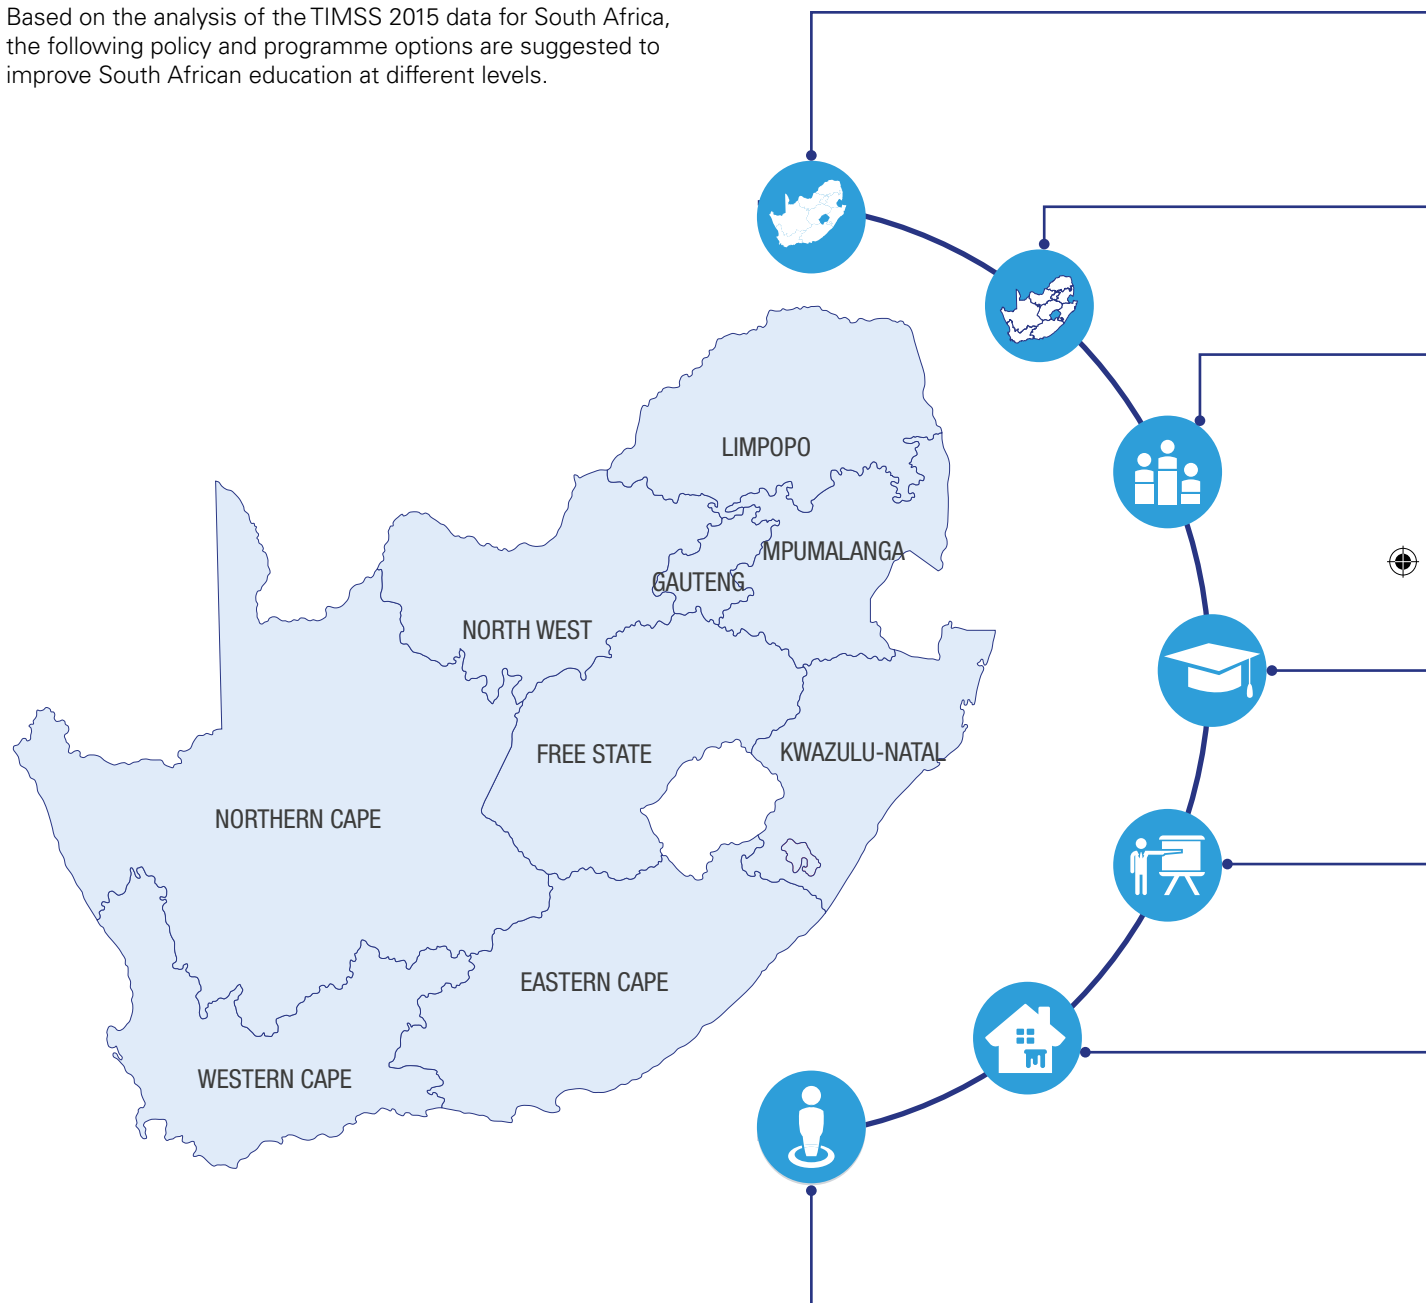 Based on the analysis of the TIMSS 2015 data for South Africa,
the following policy and programme options are suggested to
improve South African education at different levels.
LIMPOPO
MPUMALANGA
GAUTENG
NORTH WEST
FREE STATE
KWAZULU-NATAL
NORTHERN CAPE
EASTERN CAPE
WESTERN CAPE